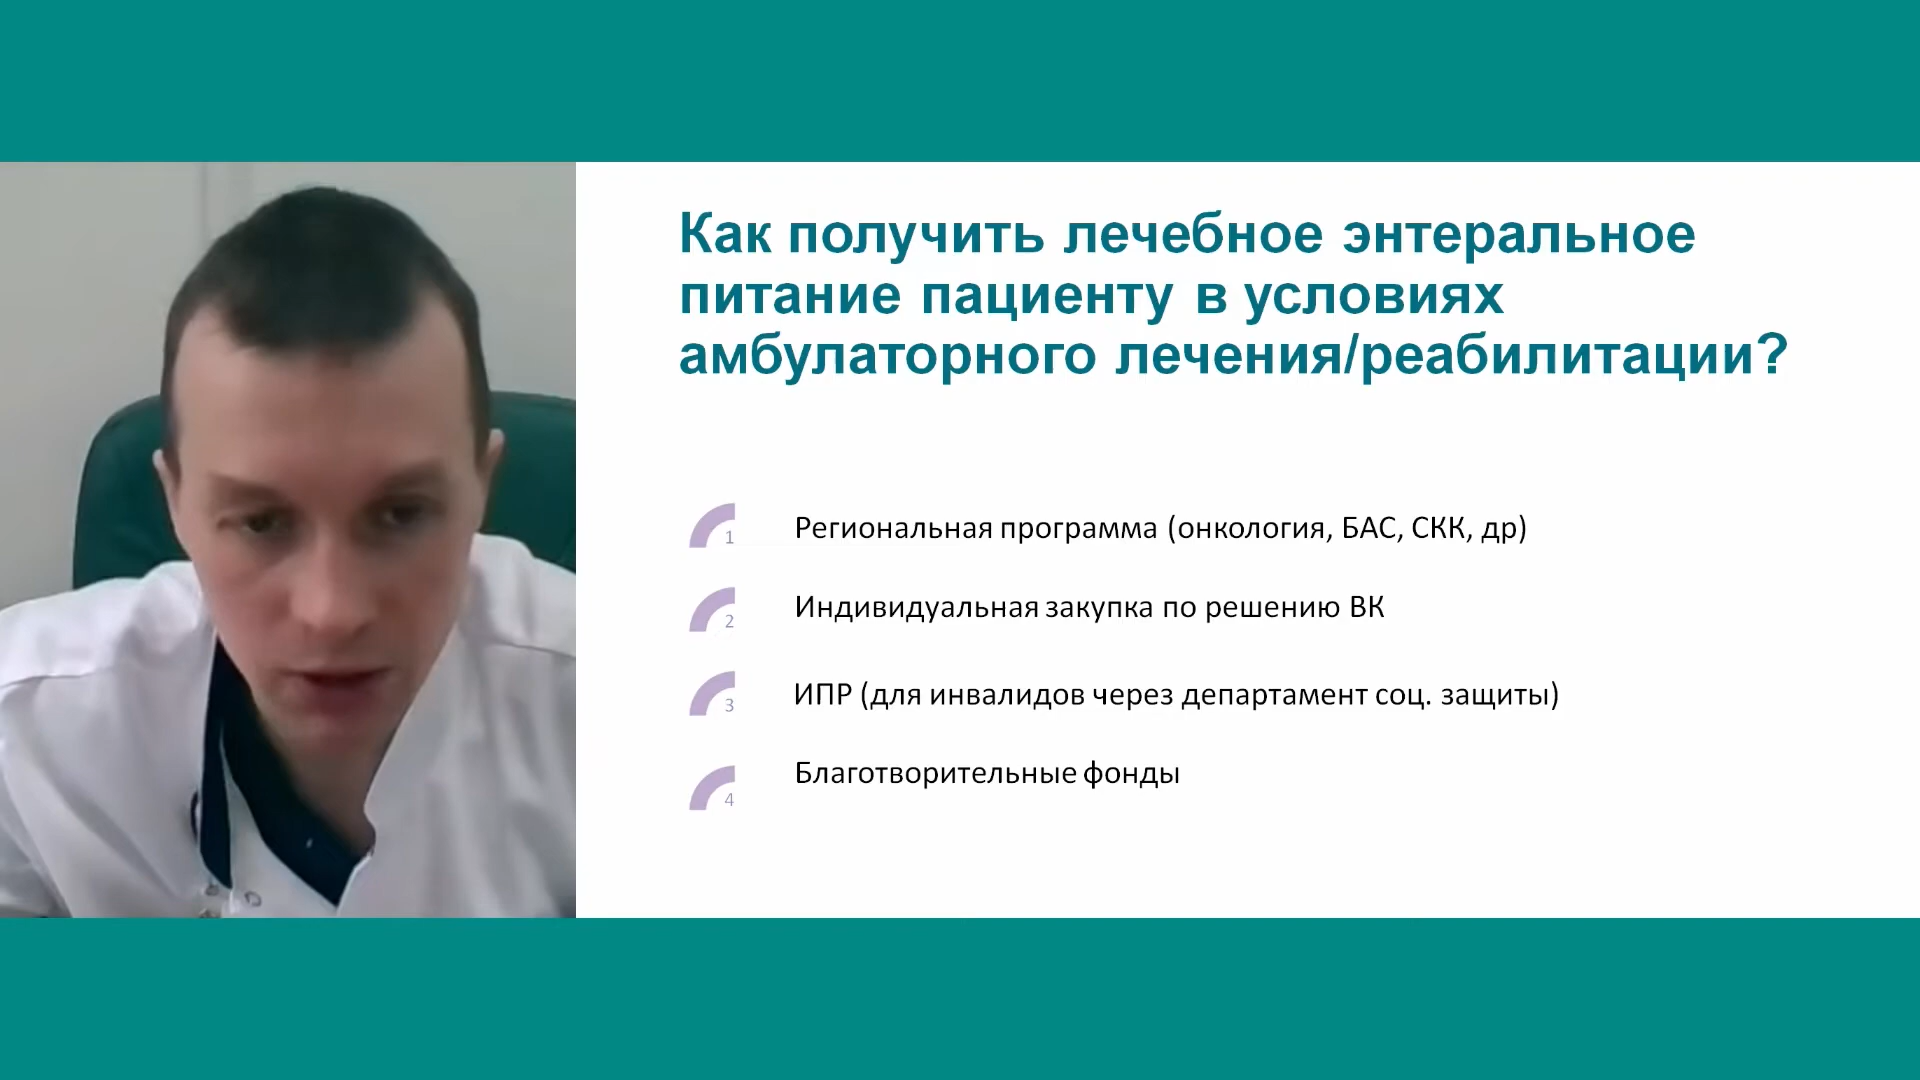 Как получить лечебное энтеральное
питание пациенту в условиях
амбулаторного лечения/реабилитации?
1 Региональная программа (онкология, БАС, СКК, др)
2 Индивидуальная закупка по решению ВК
3 ИПР (для инвалидов через департамент соц. защиты)
4 Благотворительные фонды